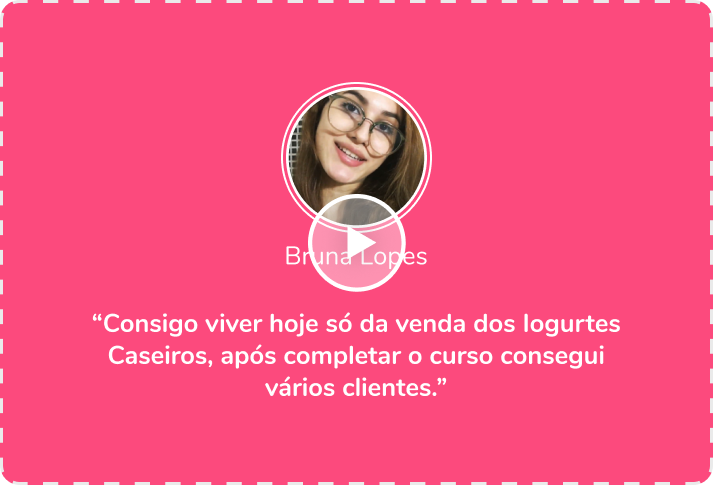 Bruna Lopes
“Consigo viver hoje só da venda dos Iogurtes
Caseiros, após completar o curso consegui
vários clientes.”